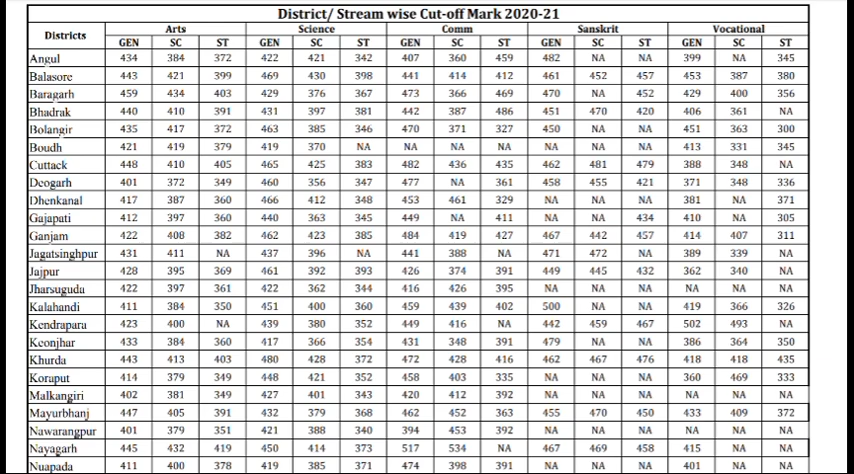 District/ Stream wise Cut-off Mark 2020-21
Districts Arts Science Comm Sanskrit Vocational
GEN SC ST GEN SC ST GEN SC ST GEN SC ST GEN SC ST
Angul 434 384 372 422 421 342 407 360 459 482 NA NA 399 NA 345
Balasore 443 421 399 469 430 398 441 414 412 461 452 457 453 387 380
Baragarh 459 434 403 429 376 367 473 366 469 470 NA 452 429 400 356
Bhadrak 440 410 391 431 397 381 442 387 486 451 470 420 406 361 NA
Bolangir 435 417 372 463 385 346 470 371 327 450 NA NA 451 363 300
Boudh 421 419 379 419 370 NA NA NA NA NA NA NA 413 331 345
Cuttack 448 410 405 465 425 383 482 436 435 462 481 479 388 348 NA
Deogarh 401 372 349 460 356 347 477 NA 361 458 455 421 371 348 336
Dhenkanal 417 387 360 466 412 348 453 461 329 NA NA NA 381 NA 371
Gajapati 412 397 360 440 363 345 449 NA 411 NA NA 434 410 NA 305
Ganjam 422 408 382 462 423 385 484 419 427 467 442 457 414 407 311
Jagatsinghpur 431 411 NA 437 396 NA 441 388 NA 471 472 NA 389 339 NA
Jajpur 428 395 369 461 392 393 426 374 391 449 445 432 362 340 NA
Jharsuguda 422 397 361 422 362 344 416 426 395 NA NA NA NA NA NA
Kalahandi 411 384 350 451 400 360 459 439 402 500 NA NA 419 366 326
Kendrapara 423 400 NA 439 380 352 449 416 NA 442 459 467 502 493 NA
Keonjhar 433 384 360 417 366 354 431 348 391 479 NA NA 386 364 350
Khurda 443 413 403 480 428 372 472 428 416 462 467 476 418 418 435
Koraput 414 379 349 448 421 352 458 403 335 NA NA NA 360 469 333
Malkangiri 402 381 349 427 401 343 420 412 392 NA NA NA NA NA NA
Mayurbhanj 447 405 391 432 379 368 462 452 363 455 470 450 433 409 372
Nawarangpur 401 379 351 421 388 340 394 453 392 NA NA NA NA NA NA
Nayagarh 445 432 419 450 414 373 517 534 NA 467 469 458 415 NA NA
Nuapada 411 400 378 419 385 371 474 398 391 NA NA NA 401 NA NA